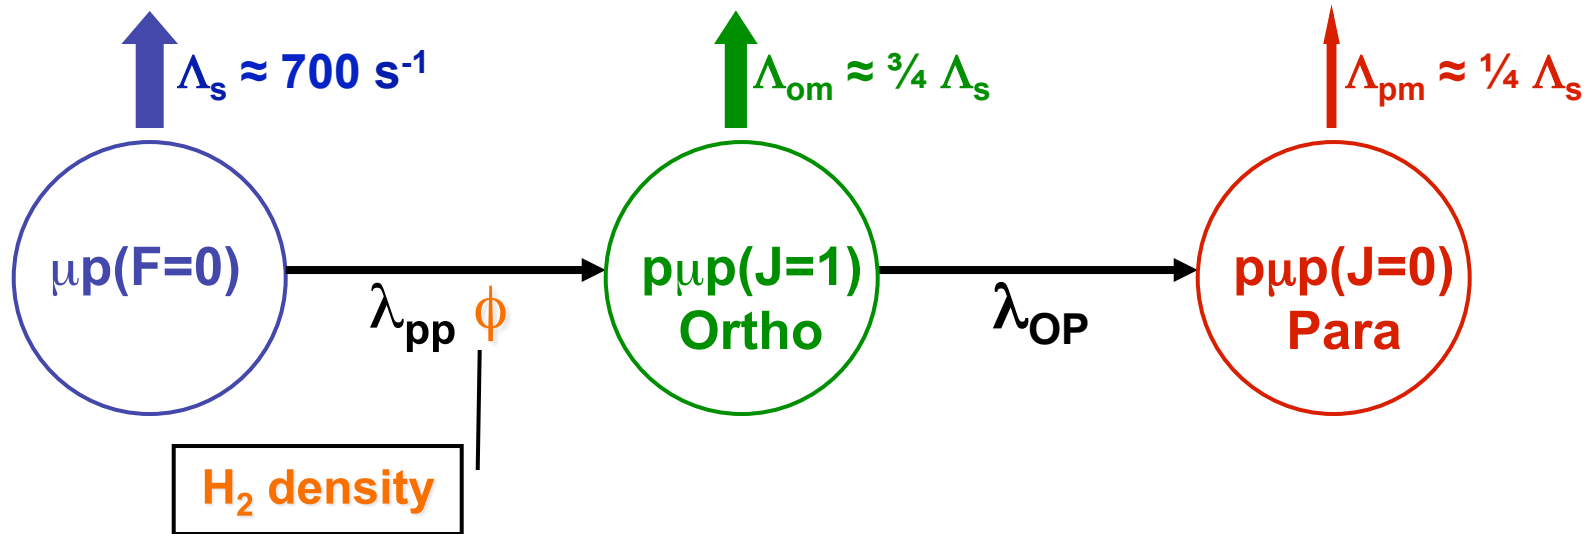 Λs ≈ 700 s-1
Λom ≈ ¾ Λs
Λpm ≈ ¼ Λs
μp(F=0)
λpp ϕ
pμp(J=1)
Ortho
λOP
pμp(J=0)
Para
H2 density